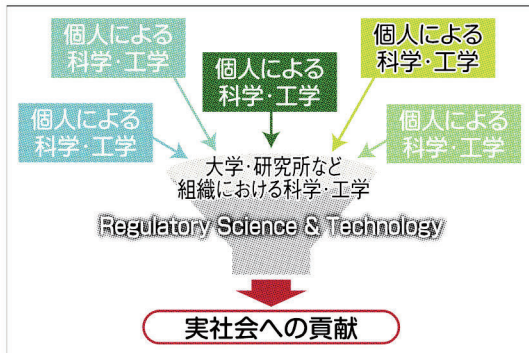 個人による
科学・工学
個人による
科学・工学
個人による
科学・工学
個人による
科学・工学
個人による
科学・工学
大学・研究所など
組織における科学・工学
Regulatory Science & Technology
実社会への貢献